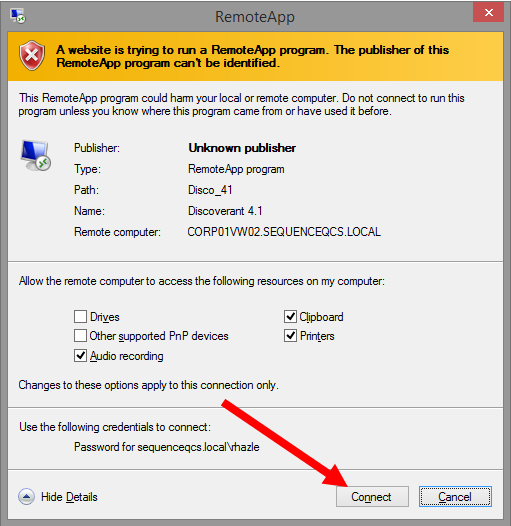 RemoteApp
A website is trying to run a RemoteApp program. The publisher of this
RemoteApp program can't be identified.
This RemoteApp program could harm your local or remote computer. Do not connect to run this
program unless you know where this program came from or have used it before.
Publisher: Unknown publisher
Type: RemoteApp program
Path: Disco_41
Name: Discoverant 4.1
Remote computer: CORP01VW02.SEQUENCEQCS.LOCAL
Allow the remote computer to access the following resources on my computer:
Drives Clipboard
Other supported PnP devices Printers
Audio recording
Changes to these options apply to this connection only.
Use the following credentials to connect:
Password for sequenceqcs.local\rhazle
Hide Details Connect Cancel